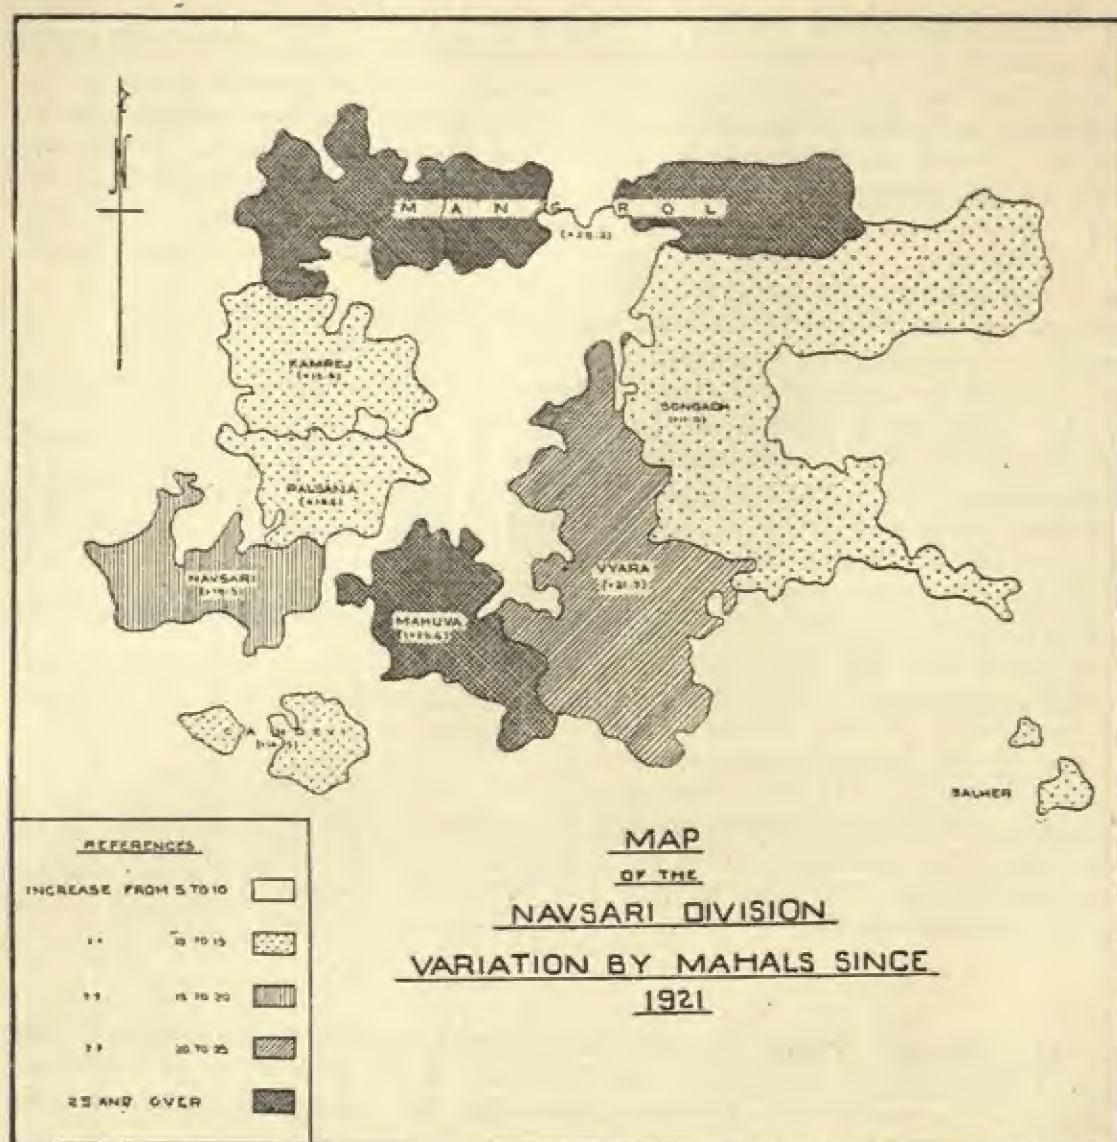 N
MANGROL
KAMREJ
SONGADH
PALSANA
NAVSARI
VYARA
MAHUVA
GANDEVI
SALHER
REFERENCES
INCREASE FROM 5 TO 10
,, 10 TO 15
,, 15 TO 20
,, 20 TO 25
25 AND OVER
MAP
OF THE
NAVSARI DIVISION
VARIATION BY MAHALS SINCE
1921